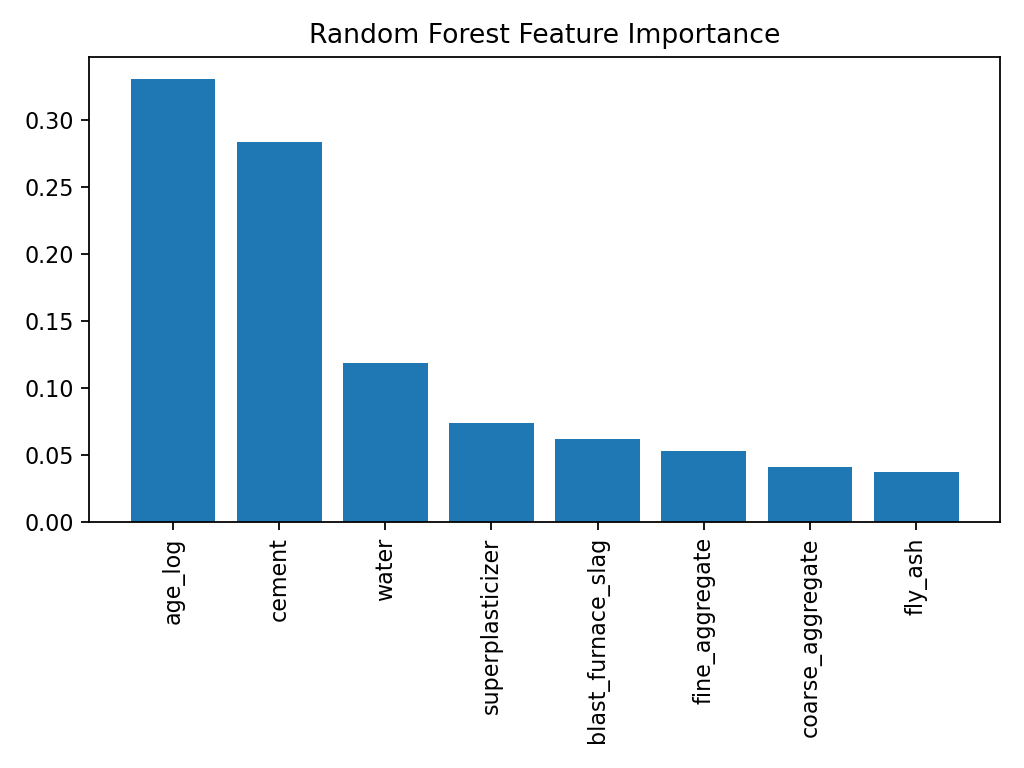 Random Forest Feature Importance
0.30
0.25
0.20
0.15
0.10
0.05
0.00
age_log
cement
water
superplasticizer
blast_furnace_slag
fine_aggregate
coarse_aggregate
fly_ash